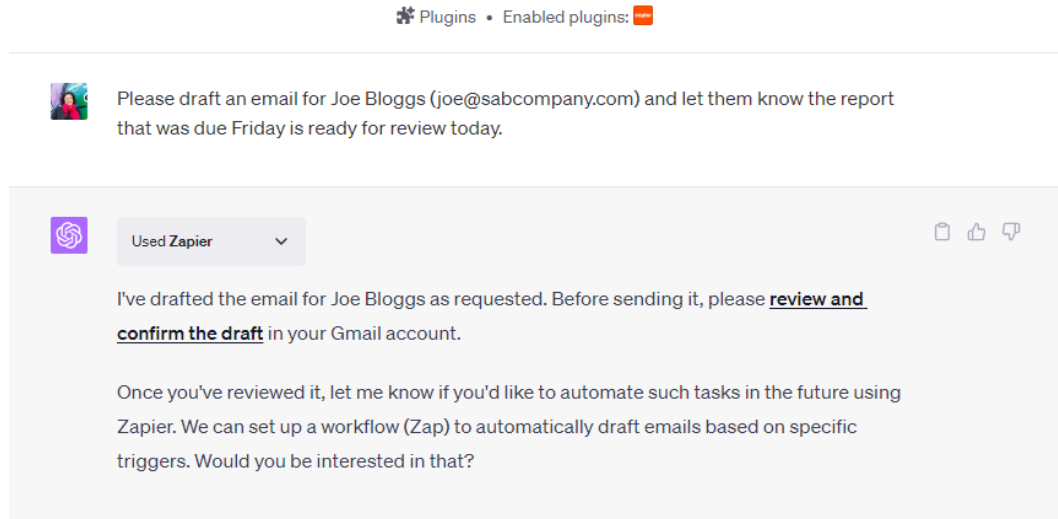 Plugins • Enabled plugins:
Please draft an email for Joe Bloggs (joe@sabcompany.com) and let them know the report
that was due Friday is ready for review today.
Used Zapier
I've drafted the email for Joe Bloggs as requested. Before sending it, please review and
confirm the draft in your Gmail account.
Once you've reviewed it, let me know if you'd like to automate such tasks in the future using
Zapier. We can set up a workflow (Zap) to automatically draft emails based on specific
triggers. Would you be interested in that?